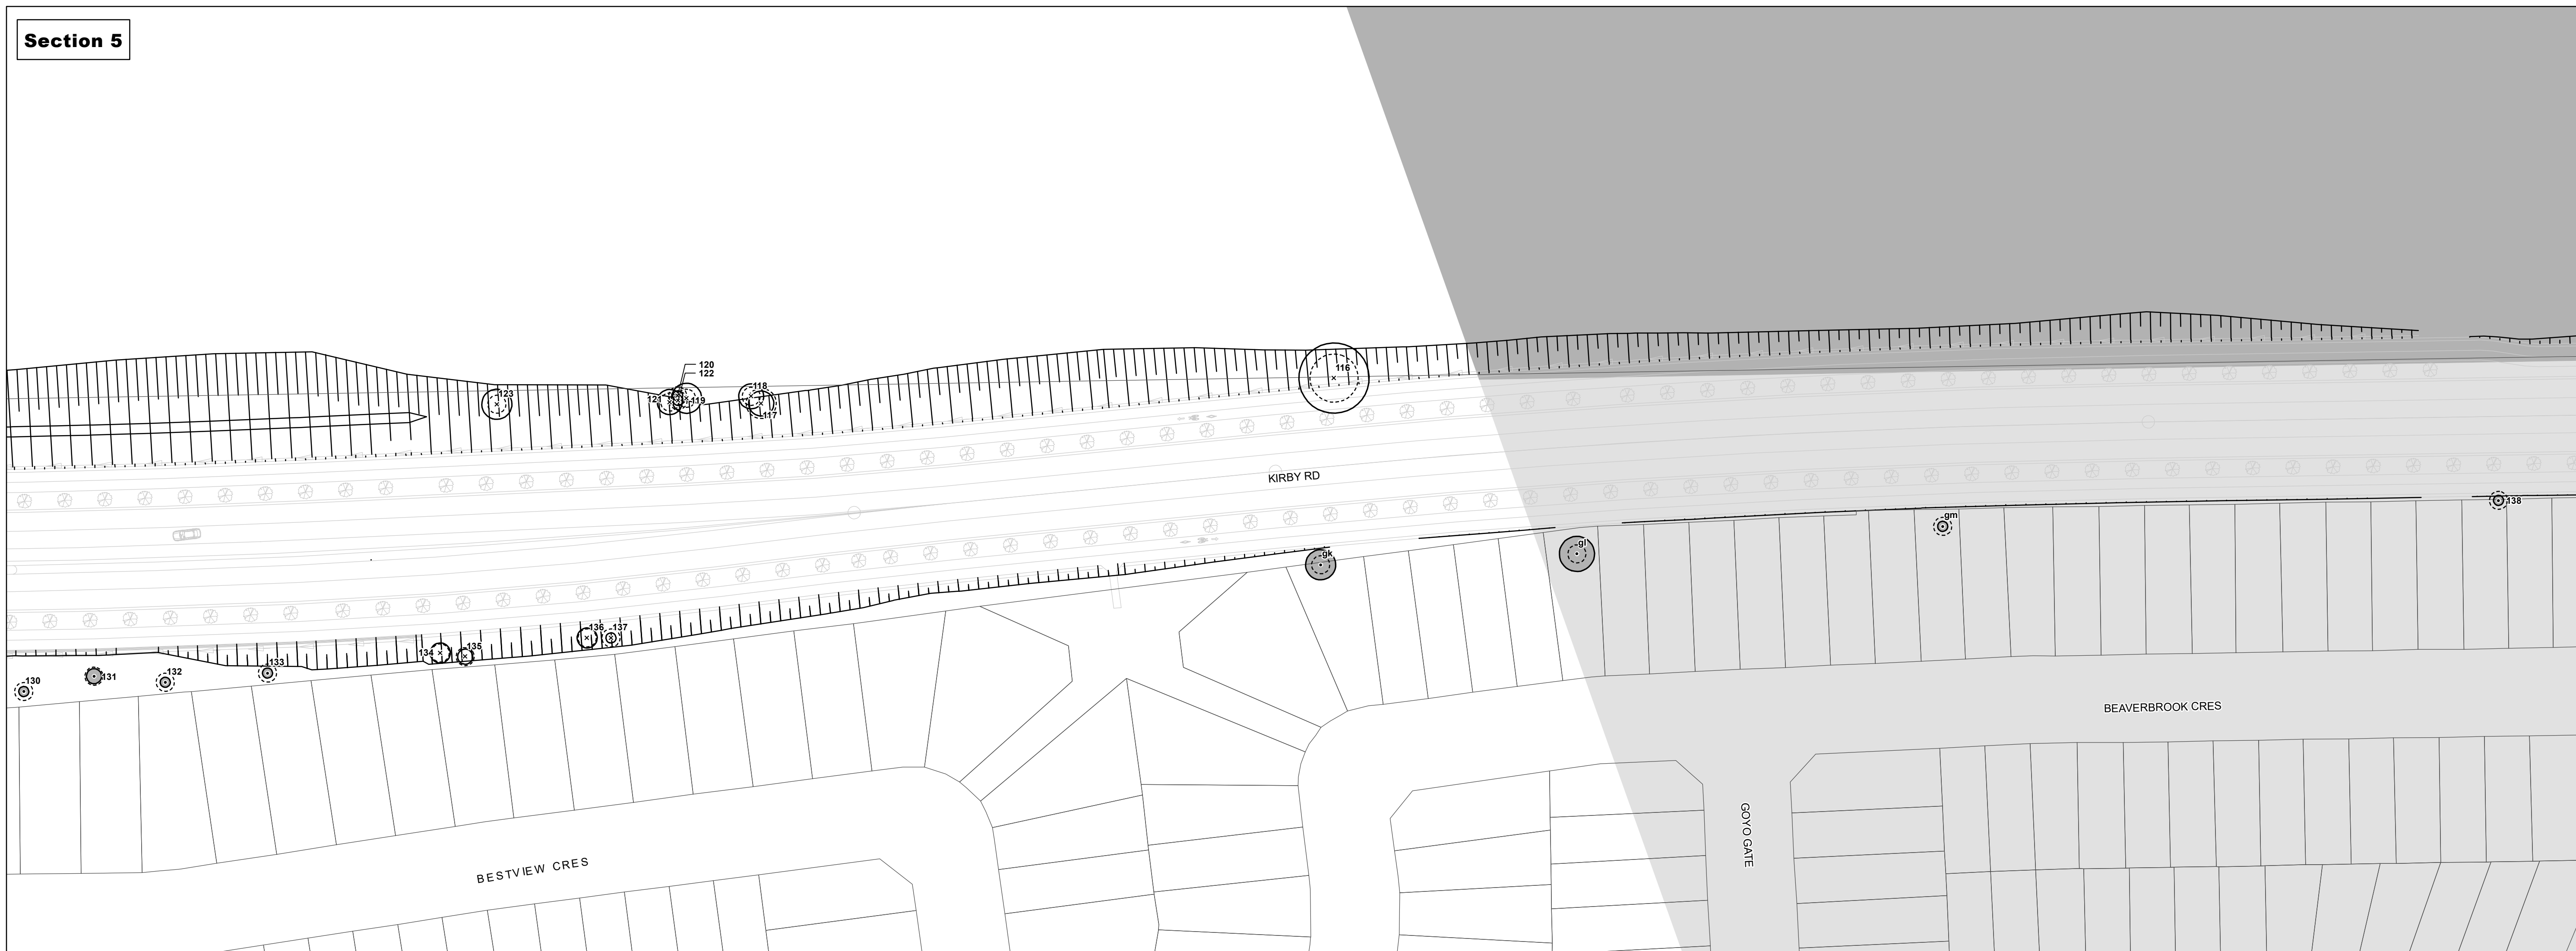 Section 5
120
122
123
118
121
119
117
116
KIRBY RD
138
gm
gl
gk
136
137
134
135
133
132
131
130
BEAVERBROOK CRES
GOYO GATE
BESTVIEW CRES